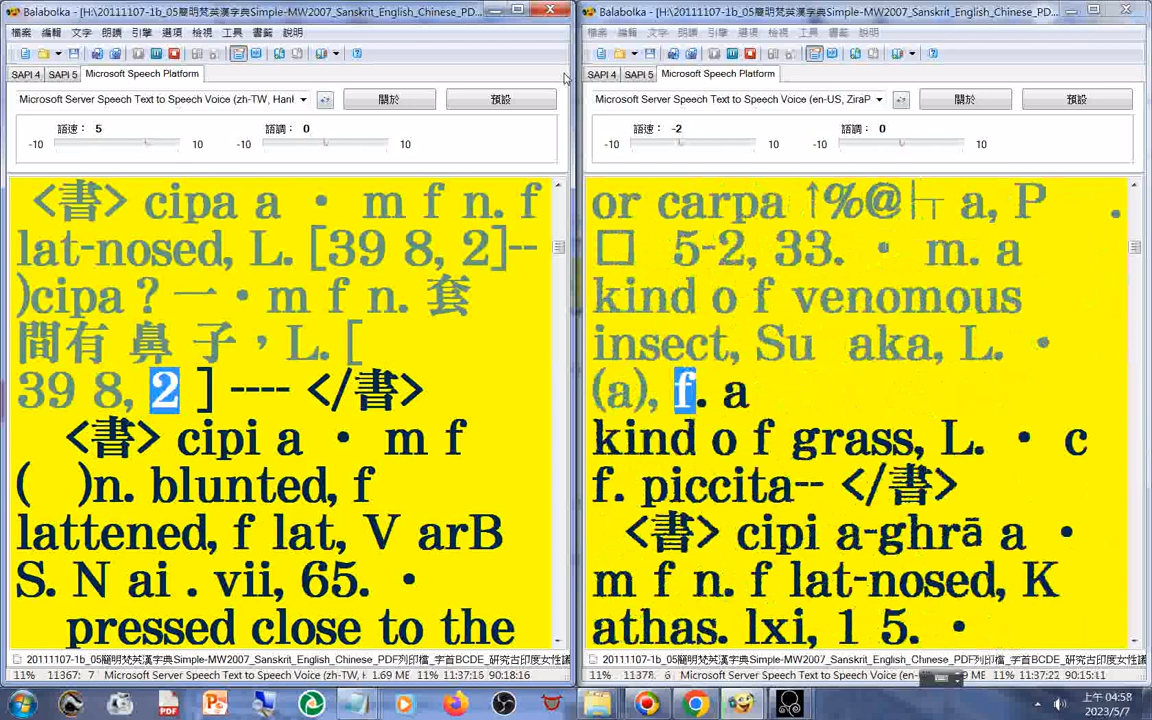 Balabolka - [H:\20111107-1b_05簡明梵英漢字典Simple-MW2007_Sanskrit_English_Chinese_PD...
檔案 編輯 文字 朗讀 引擎 選項 檢視 工具 書籤 說明
SAPI 4 SAPI 5 Microsoft Speech Platform
Microsoft Server Speech Text to Speech Voice (zh-TW, Hanl 關於 預設
語速： 5 語調： 0
-10 10 -10 10
<書> cipa a • m f n. f
lat-nosed, L. [39 8, 2]--
)cipa？一•m f n. 套
間有 鼻 子，L. [
39 8, 2 ] ---- </書>
<書> cipi a • m f
( )n. blunted, f
lattened, f lat, V arB
S. N ai . vii, 65. •
pressed close to the
20111107-1b_05簡明梵英漢字典Simple-MW2007_Sanskrit_English_Chinese_PDF列印檔_字首BCDE_研究古印度女性議
11% 11367: 7 Microsoft Server Speech Text to Speech Voice (zh-TW, H 1.69 ME 11% 11:37:16 90:18:16
Balabolka - [H:\20111107-1b_05簡明梵英漢字典Simple-MW2007_Sanskrit_English_Chinese_PD...
檔案 編輯 文字 朗讀 引擎 選項 檢視 工具 書籤 說明
SAPI 4 SAPI 5 Microsoft Speech Platform
Microsoft Server Speech Text to Speech Voice (en-US, ZiraP 關於 預設
語速： -2 語調： 0
-10 10 -10 10
or carpa ↑%@├┬ a, P .
□ 5-2, 33. • m. a
kind o f venomous
insect, Su aka, L. •
(a), f. a
kind o f grass, L. • c
f. piccita-- </書>
<書> cipi a-ghrā a •
m f n. f lat-nosed, K
athas. lxi, 1 5. •
20111107-1b_05簡明梵英漢字典Simple-MW2007_Sanskrit_English_Chinese_PDF列印檔_字首BCDE_研究古印度女性議
11% 11378. 6 Microsoft Server Speech Text to Speech Voice (en-US, 11% 11:37:22 90:15:11
PDF
上午 04:58
2023/5/7